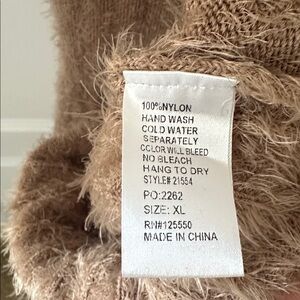 100%NYLON
HAND WASH
COLD WATER
SEPARATELY
COLOR WILL BLEED
NO BLEACH
HANG TO DRY
STYLE# 21554
PO:2262
SIZE: XL
RN#125550
MADE IN CHINA